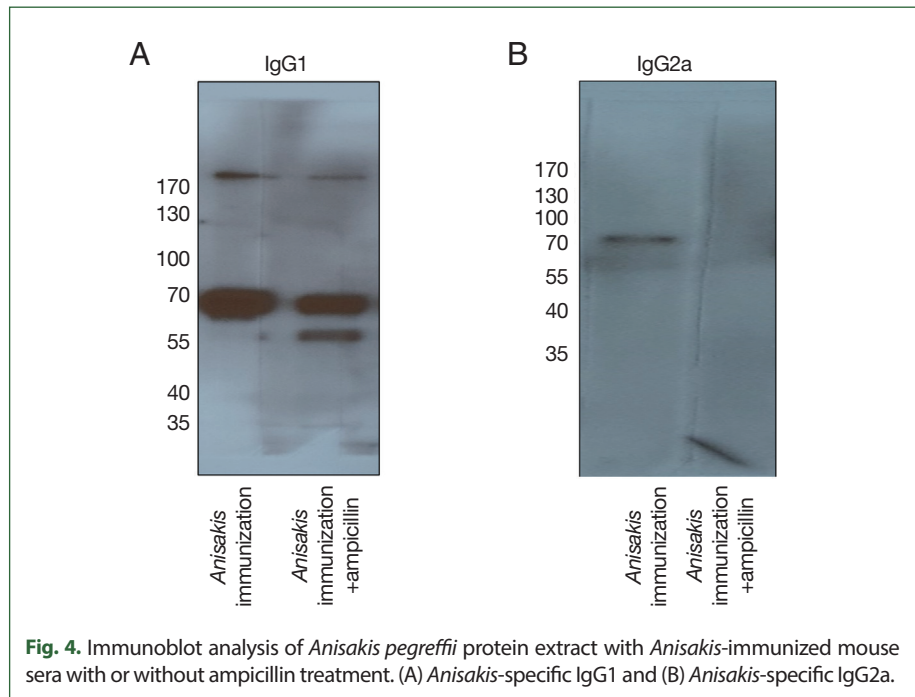 A
IgG1
170
130
100
70
55
40
35
Anisakis
immunization
Anisakis
immunization
+ampicillin
B
IgG2a
170
130
100
70
55
40
35
Anisakis
immunization
Anisakis
immunization
+ampicillin
Fig. 4. Immunoblot analysis of Anisakis pegreffii protein extract with Anisakis-immunized mouse
sera with or without ampicillin treatment. (A) Anisakis-specific IgG1 and (B) Anisakis-specific IgG2a.